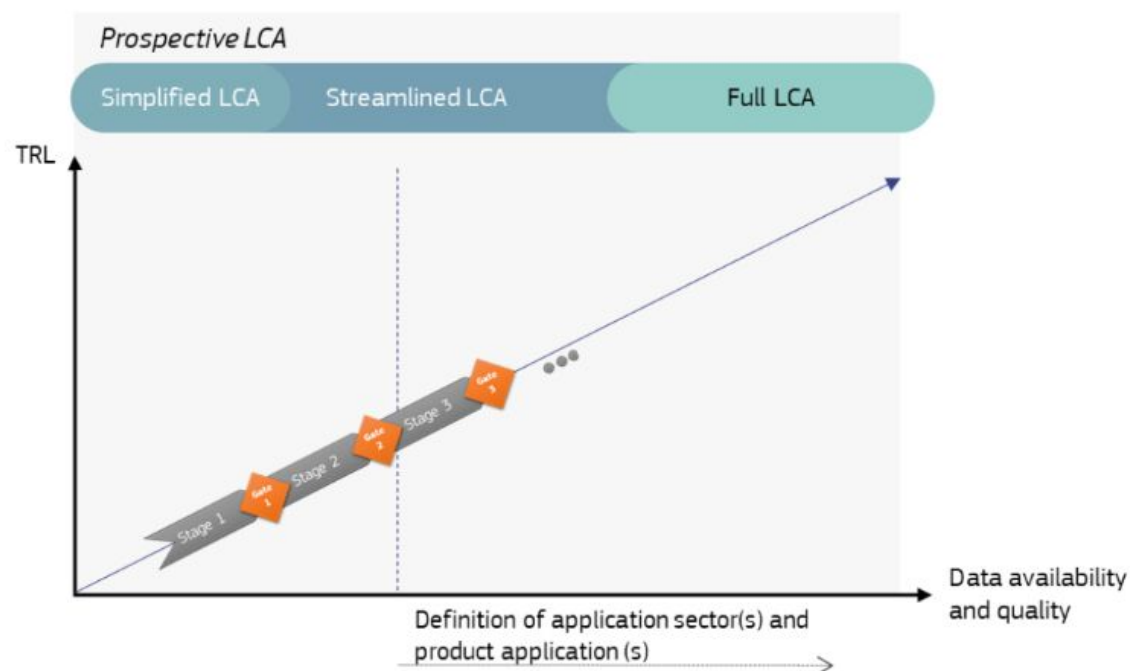 Prospective LCA
Simplified LCA
Streamlined LCA
Full LCA
TRL
Stage 1
Gate
1
Stage 2
Gate
2
Stage 3
Gate
3
Data availability
and quality
Definition of application sector(s) and
product application (s)